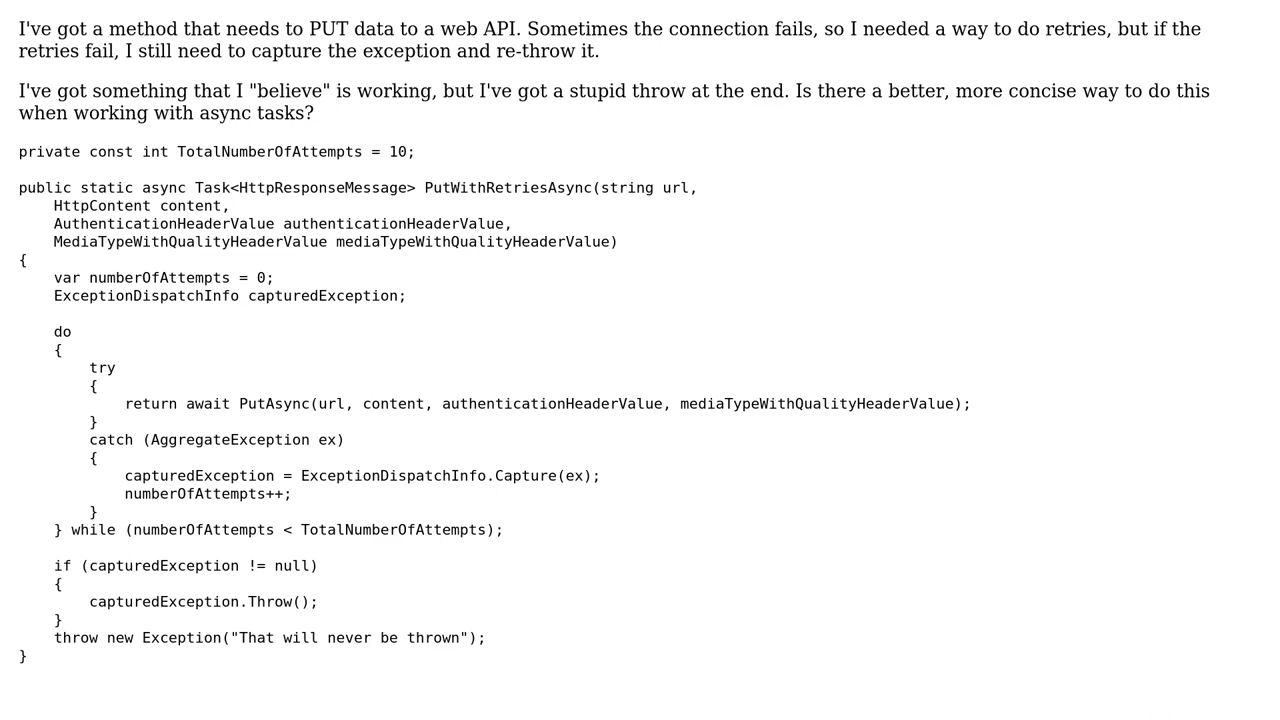 I've got a method that needs to PUT data to a web API. Sometimes the connection fails, so I needed a way to do retries, but if the
retries fail, I still need to capture the exception and re-throw it.
I've got something that I "believe" is working, but I've got a stupid throw at the end. Is there a better, more concise way to do this
when working with async tasks?
private const int TotalNumberOfAttempts = 10;
public static async Task<HttpResponseMessage> PutWithRetriesAsync(string url,
    HttpContent content,
    AuthenticationHeaderValue authenticationHeaderValue,
    MediaTypeWithQualityHeaderValue mediaTypeWithQualityHeaderValue)
{
    var numberOfAttempts = 0;
    ExceptionDispatchInfo capturedException;
    do
    {
        try
        {
            return await PutAsync(url, content, authenticationHeaderValue, mediaTypeWithQualityHeaderValue);
        }
        catch (AggregateException ex)
        {
            capturedException = ExceptionDispatchInfo.Capture(ex);
            numberOfAttempts++;
        }
    } while (numberOfAttempts < TotalNumberOfAttempts);
    if (capturedException != null)
    {
        capturedException.Throw();
    }
    throw new Exception("That will never be thrown");
}